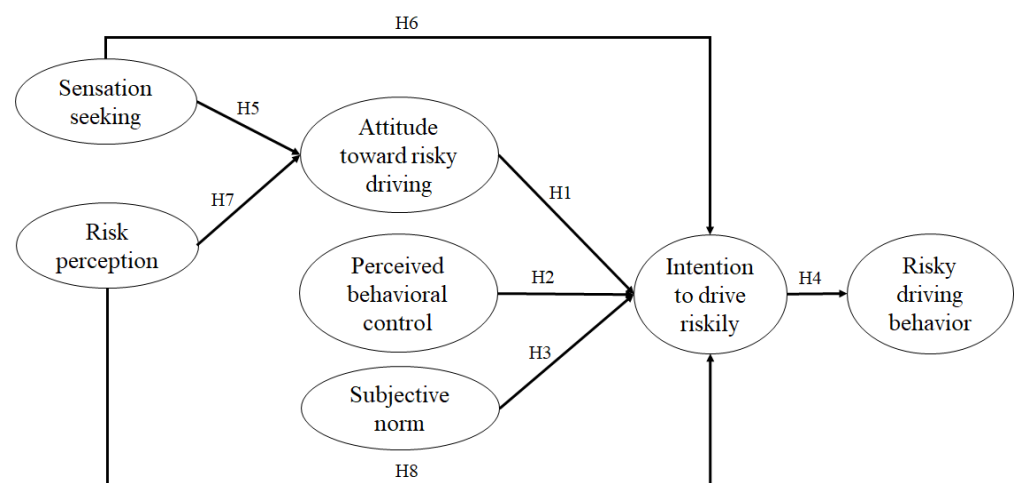 H6
Sensation
seeking
H5
Attitude
toward risky
driving
H7
H1
Risk
perception
Perceived
behavioral
control
H2
Intention
to drive
riskily
H4
Risky
driving
behavior
H3
Subjective
norm
H8